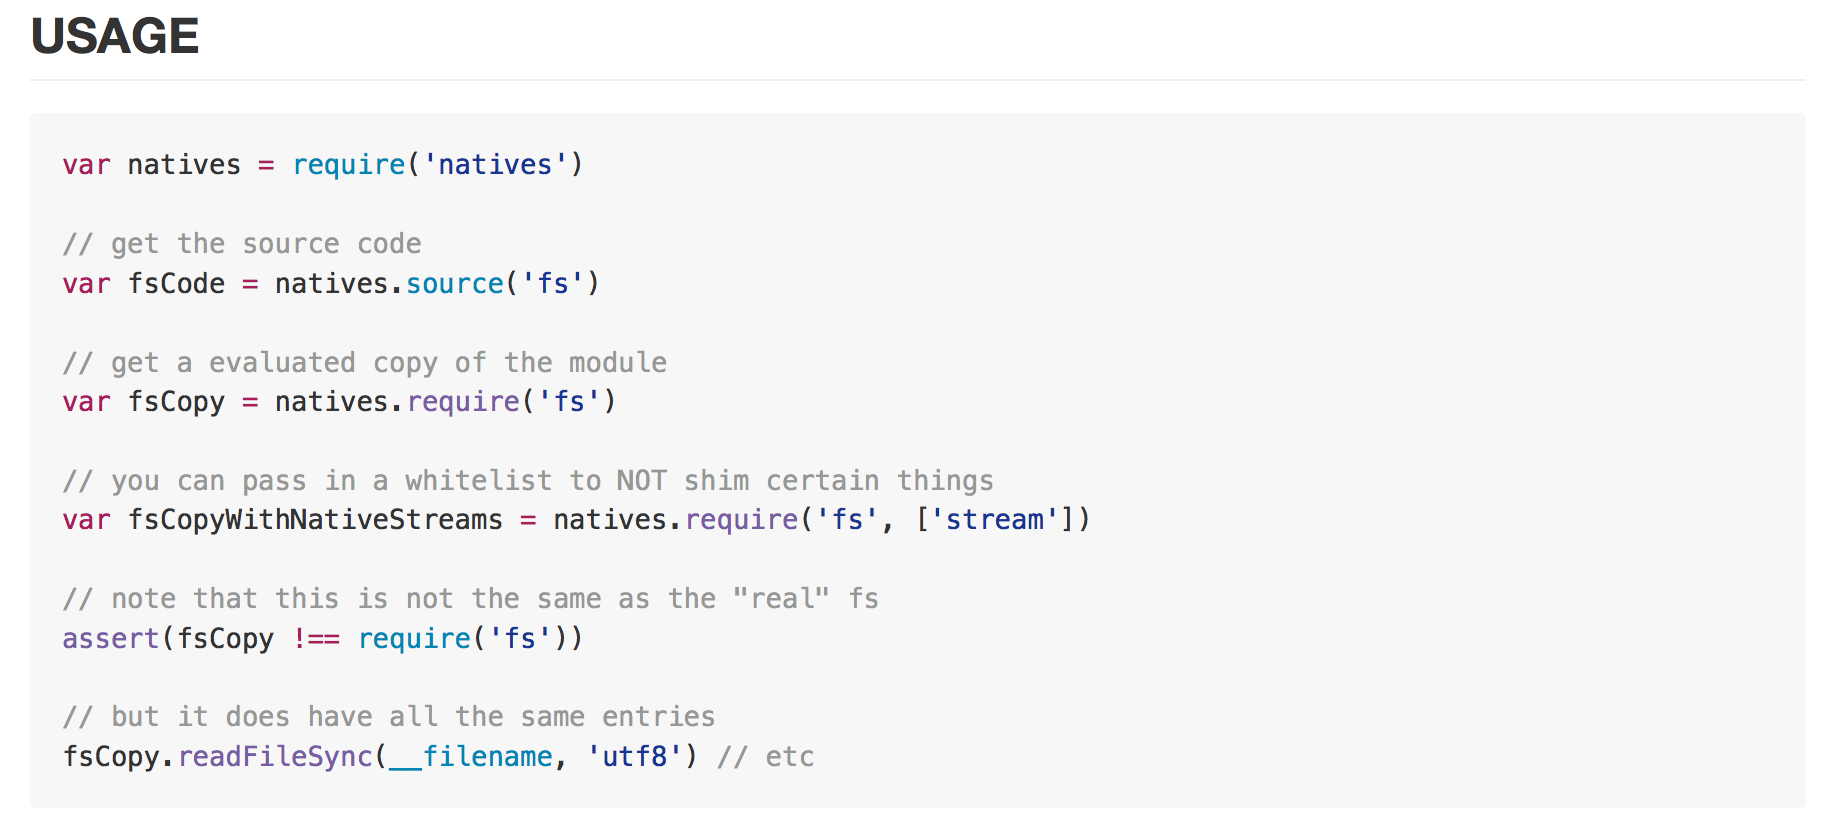 USAGE
var natives = require('natives')
// get the source code
var fsCode = natives.source('fs')
// get a evaluated copy of the module
var fsCopy = natives.require('fs')
// you can pass in a whitelist to NOT shim certain things
var fsCopyWithNativeStreams = natives.require('fs', ['stream'])
// note that this is not the same as the "real" fs
assert(fsCopy !== require('fs'))
// but it does have all the same entries
fsCopy.readFileSync(__filename, 'utf8') // etc